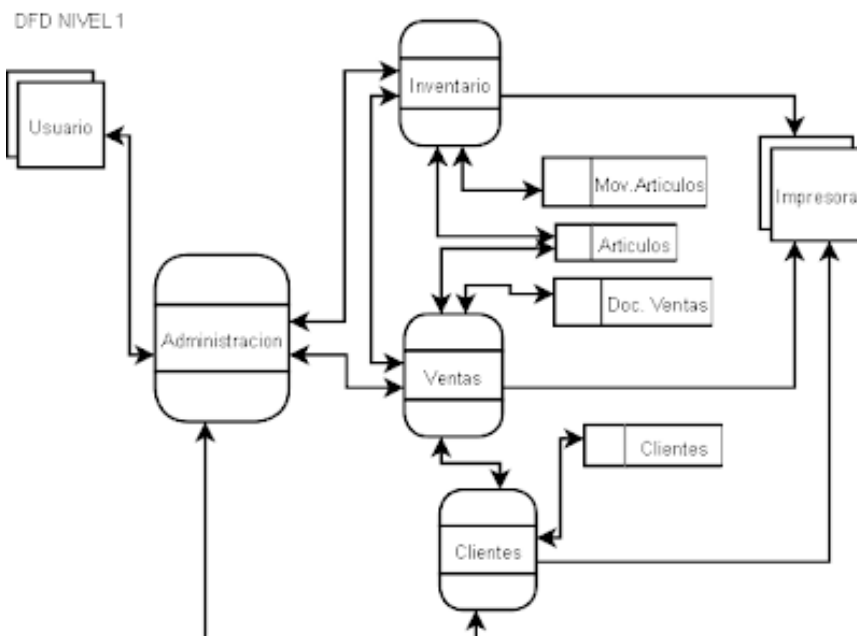 DFD NIVEL 1
Usuario
Inventario
Impresora
Mov.Articulos
Articulos
Doc. Ventas
Administracion
Ventas
Clientes
Clientes